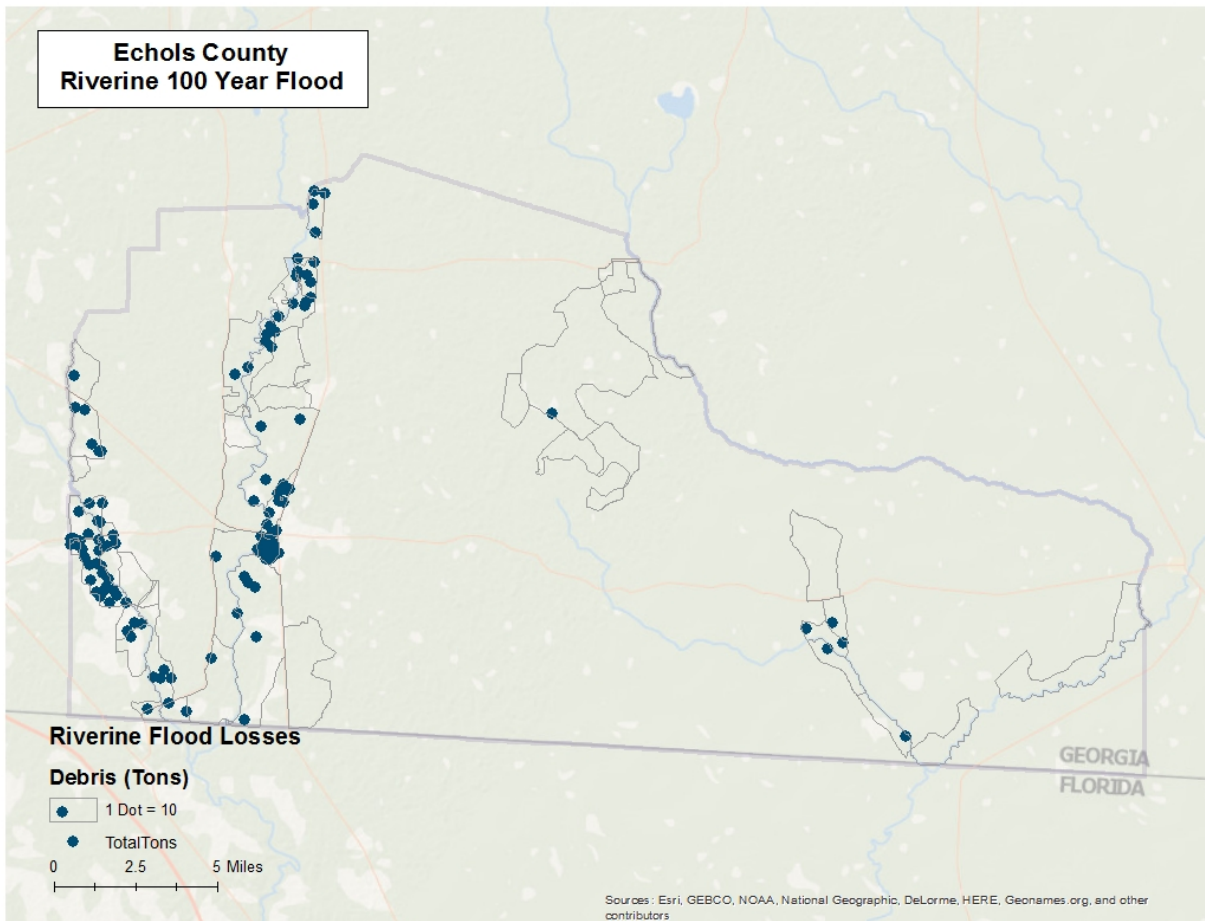 Echols County
Riverine 100 Year Flood
GEORGIA
FLORIDA
Riverine Flood Losses
Debris (Tons)
1 Dot = 10
TotalTons
0 2.5 5 Miles
Sources: Esri, GEBCO, NOAA, National Geographic, DeLorme, HERE, Geonames.org, and other
contributors